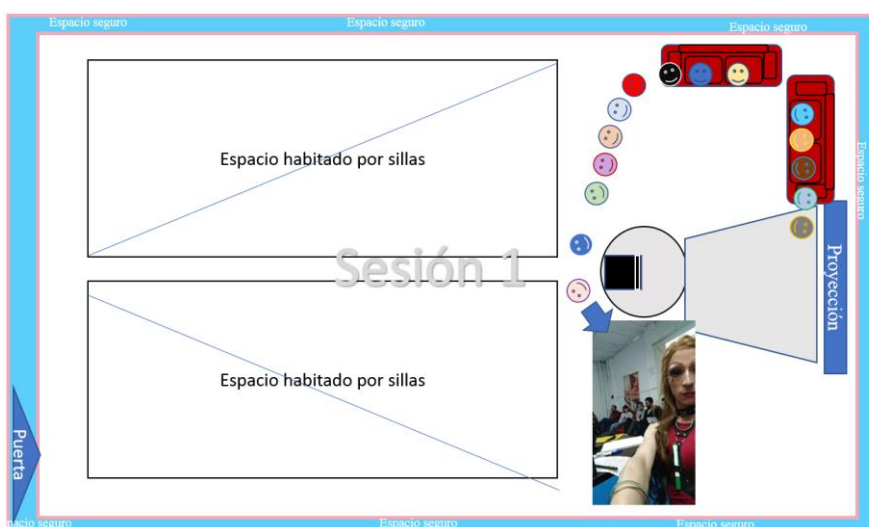 Espacio seguro
Espacio seguro
Espacio seguro
Espacio habitado por sillas
Espacio seguro
Sesión 1
Proyección
Espacio habitado por sillas
Puerta
pacio seguro
Espacio seguro
Espacio seguro